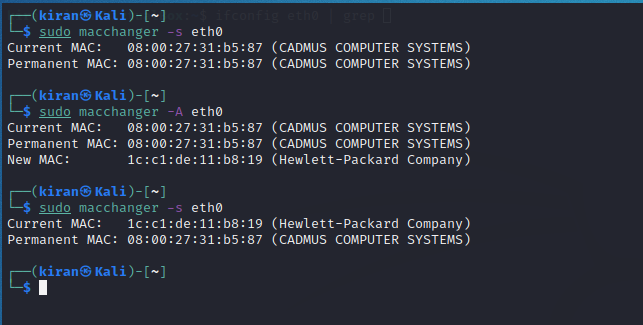 : $ ifconfig eth0 | grep
┌──(kiran㉿Kali)-[~]
└─$ sudo macchanger -s eth0
Current MAC:   08:00:27:31:b5:87 (CADMUS COMPUTER SYSTEMS)
Permanent MAC: 08:00:27:31:b5:87 (CADMUS COMPUTER SYSTEMS)
┌──(kiran㉿Kali)-[~]
└─$ sudo macchanger -A eth0
Current MAC:   08:00:27:31:b5:87 (CADMUS COMPUTER SYSTEMS)
Permanent MAC: 08:00:27:31:b5:87 (CADMUS COMPUTER SYSTEMS)
New MAC:       1c:c1:de:11:b8:19 (Hewlett-Packard Company)
┌──(kiran㉿Kali)-[~]
└─$ sudo macchanger -s eth0
Current MAC:   1c:c1:de:11:b8:19 (Hewlett-Packard Company)
Permanent MAC: 08:00:27:31:b5:87 (CADMUS COMPUTER SYSTEMS)
┌──(kiran㉿Kali)-[~]
└─$